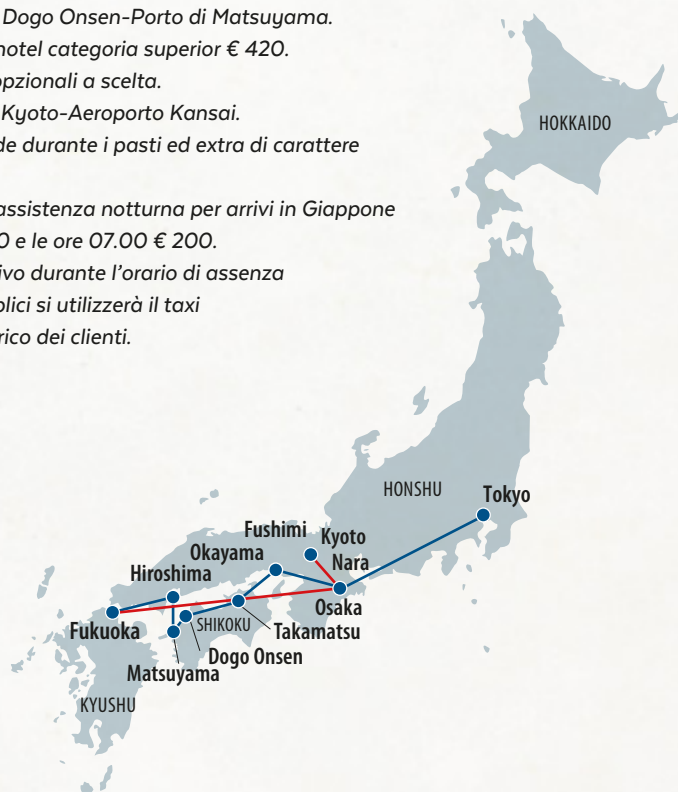 Dogo Onsen-Porto di Matsuyama.
hotel categoria superior € 420.
opzionali a scelta.
Kyoto-Aeroporto Kansai.
de durante i pasti ed extra di carattere
assistenza notturna per arrivi in Giappone
0 e le ore 07.00 € 200.
ivo durante l'orario di assenza
plici si utilizzerà il taxi
rico dei clienti.
HOKKAIDO
HONSHU
Tokyo
Fushimi
Kyoto
Okayama
Nara
Hiroshima
Osaka
SHIKOKU
Takamatsu
Fukuoka
Dogo Onsen
Matsuyama
KYUSHU